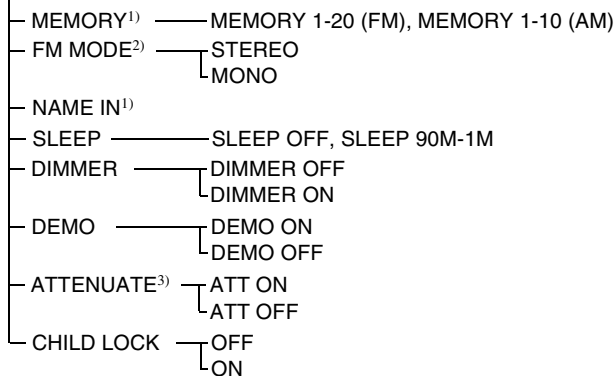 MEMORY1) MEMORY 1-20 (FM), MEMORY 1-10 (AM)
FM MODE2) STEREO
MONO
NAME IN1)
SLEEP SLEEP OFF, SLEEP 90M-1M
DIMMER DIMMER OFF
DIMMER ON
DEMO DEMO ON
DEMO OFF
ATTENUATE3) ATT ON
ATT OFF
CHILD LOCK OFF
ON